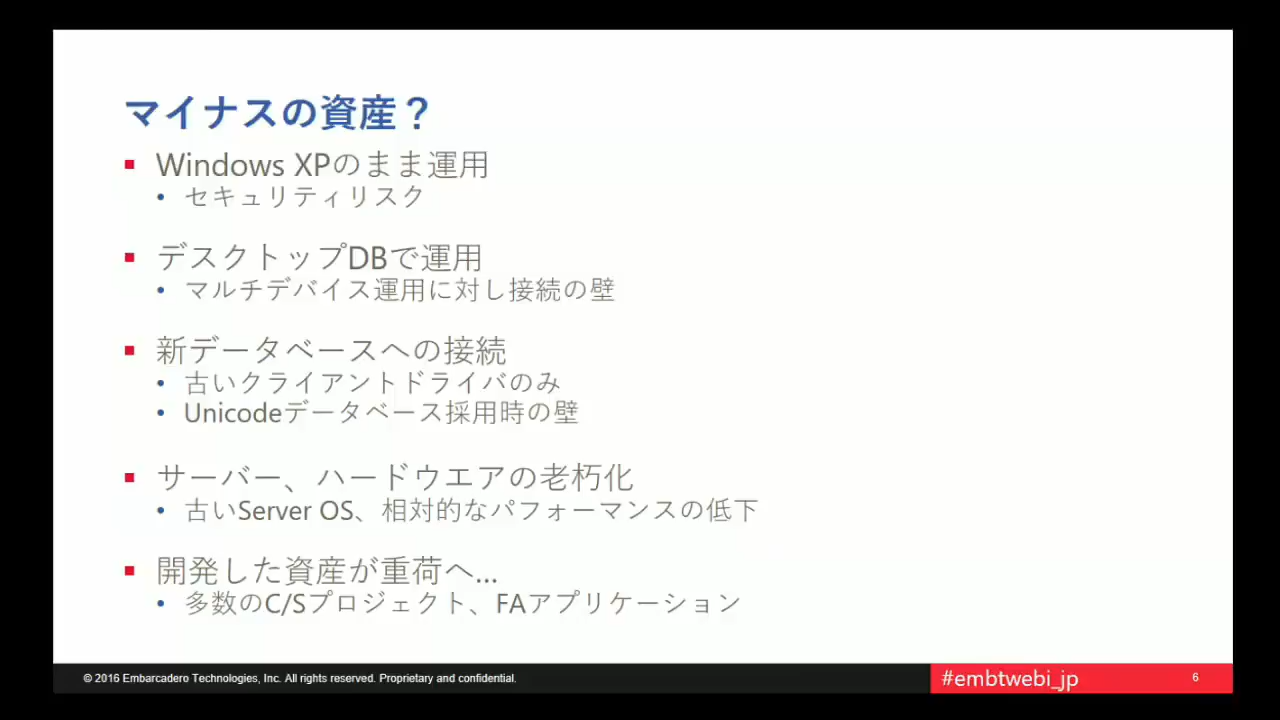 マイナスの資産？
Windows XPのまま運用
セキュリティリスク
デスクトップDBで運用
マルチデバイス運用に対し接続の壁
新データベースへの接続
古いクライアントドライバのみ
Unicodeデータベース採用時の壁
サーバー、ハードウエアの老朽化
古いServer OS、相対的なパフォーマンスの低下
開発した資産が重荷へ...
多数のC/Sプロジェクト、FAアプリケーション
© 2016 Embarcadero Technologies, Inc. All rights reserved. Proprietary and confidential.
#embtwebi_jp
6